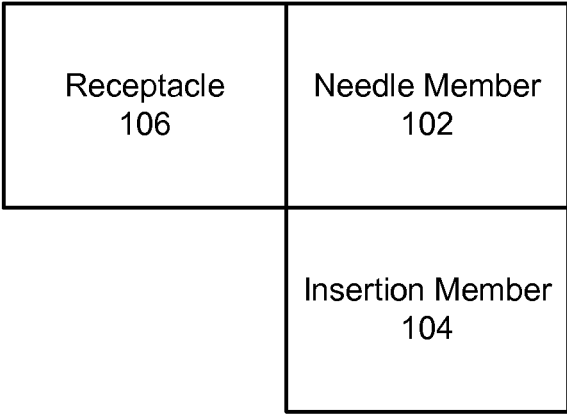 Receptacle
106
Needle Member
102
Insertion Member
104